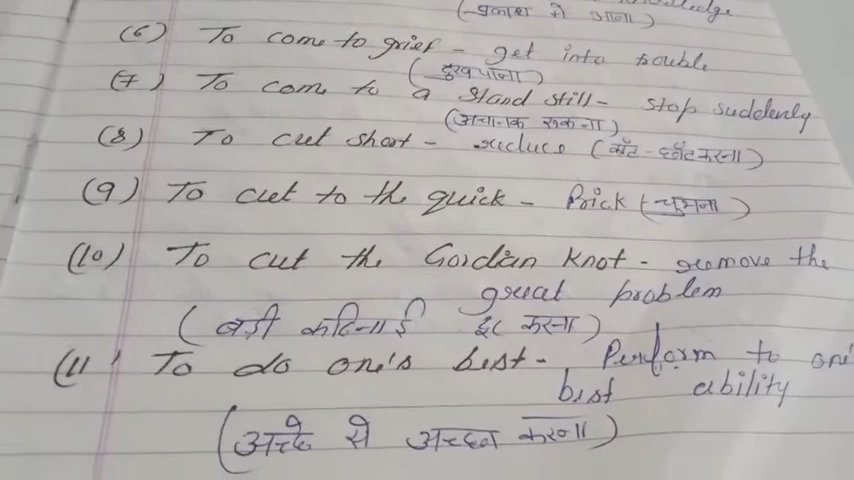 (प्रकाश में आना)
(6) To come to grief - get into trouble
(दुख पाना)
(7) To come to a stand still - stop suddenly
(अचानक रुकना)
(8) To cut short - reduce (काँट-छाँट करना)
(9) To cut to the quick - Prick (चुभना)
(10) To cut the Gordian Knot - remove the
great problem
(बड़ी कठिनाई दूर करना)
(11) To do one's best - Perform to one'
best ability
(अच्छे से अच्छा करना)